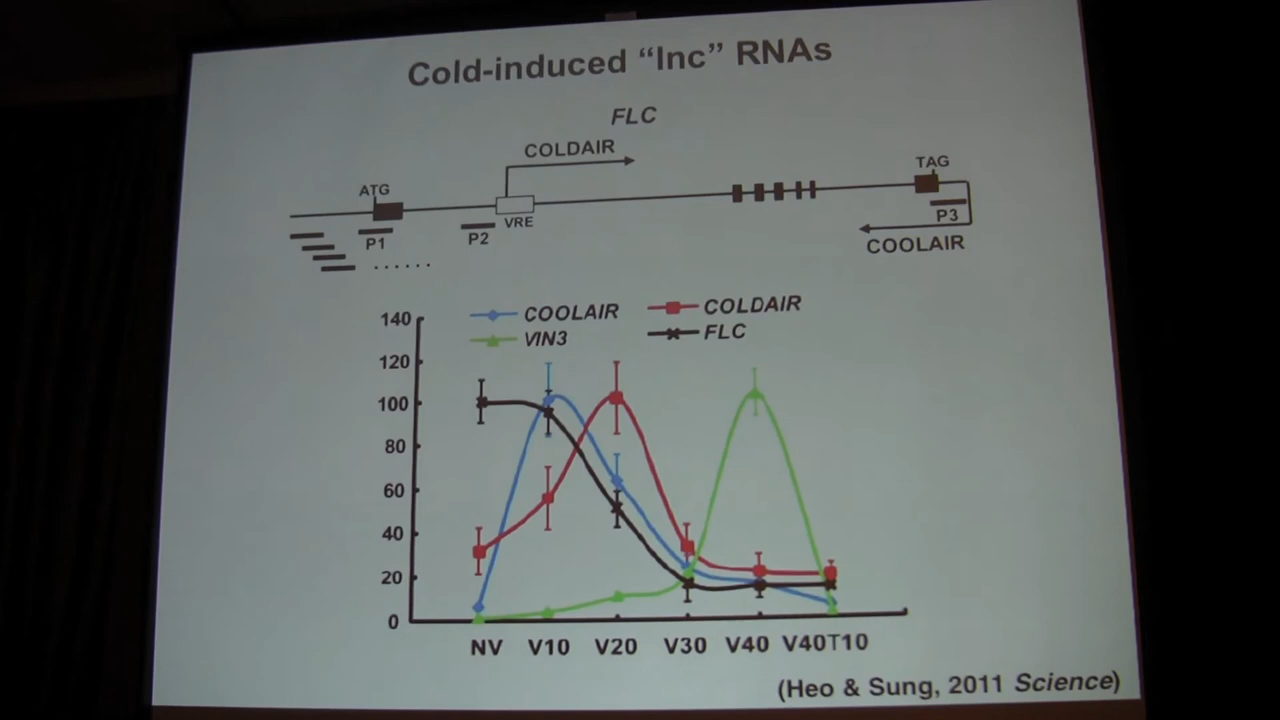 Cold-induced “lnc” RNAs
FLC
COLDAIR
ATG
TAG
VRE
P1
P2
P3
COOLAIR
. . . . . .
COOLAIR
COLDAIR
VIN3
FLC
140
120
100
80
60
40
20
0
NV V10 V20 V30 V40 V40T10
(Heo & Sung, 2011 Science)